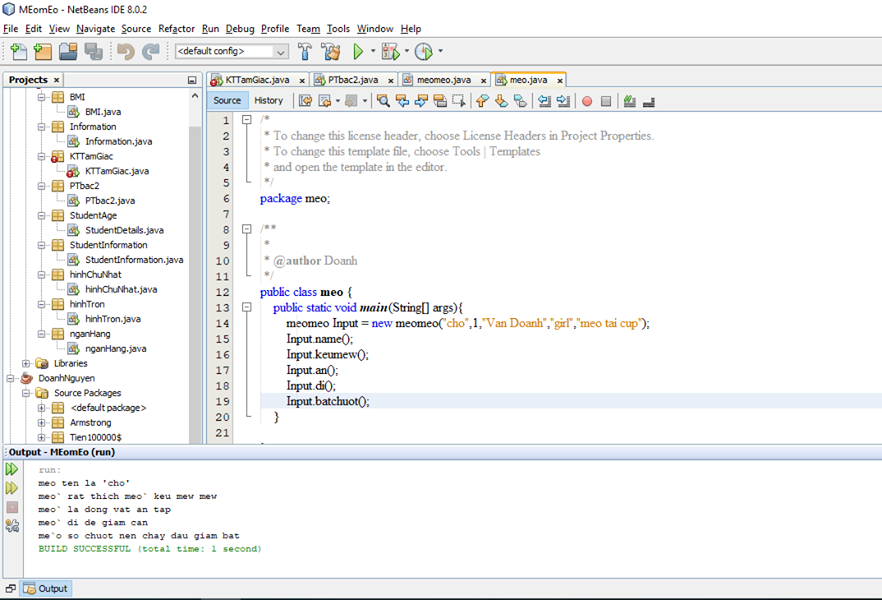 MEomEo - NetBeans IDE 8.0.2
File Edit View Navigate Source Refactor Run Debug Profile Team Tools Window Help
<default config>
Projects
KTTamGiac.java PTbac2.java meomeo.java meo.java
Source History
BMI
BMI.java
Information
Information.java
KTTamGiac
KTTamGiac.java
PTbac2
PTbac2.java
StudentAge
StudentDetails.java
StudentInformation
StudentInformation.java
hinhChuNhat
hinhChuNhat.java
hinhTron
hinhTron.java
nganHang
nganHang.java
Libraries
DoanhNguyen
Source Packages
<default package>
Armstrong
Tien100000$
1 /*
2 * To change this license header, choose License Headers in Project Properties.
3 * To change this template file, choose Tools | Templates
4 * and open the template in the editor.
5 */
6 package meo;
7
8 /**
9 *
10 * @author Doanh
11 */
12 public class meo {
13 public static void main(String[] args){
14 meomeo Input = new meomeo("cho",1,"Van Doanh","girl","meo tai cup");
15 Input.name();
16 Input.keumew();
17 Input.an();
18 Input.di();
19 Input.batchuot();
20 }
21
Output - MEomEo (run)
run:
meo ten la 'cho'
meo` rat thich meo` keu mew mew
meo` la dong vat an tap
meo` di de giam can
me`o so chuot nen chay dau giam bat
BUILD SUCCESSFUL (total time: 1 second)
Output